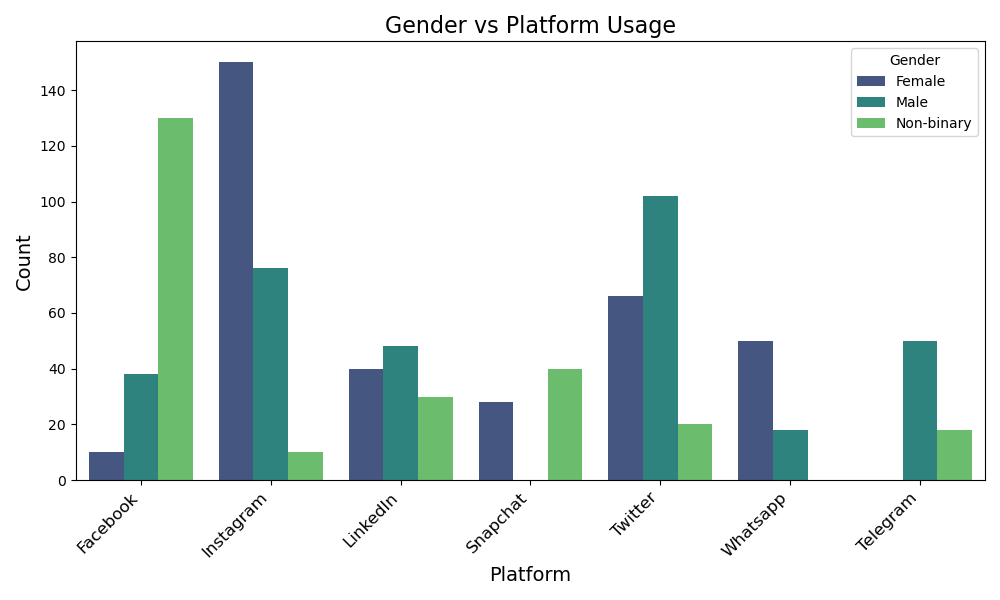 Gender vs Platform Usage
Gender
Female
Male
Non-binary
Count
140
120
100
80
60
40
20
0
Facebook
Instagram
LinkedIn
Snapchat
Twitter
Whatsapp
Telegram
Platform